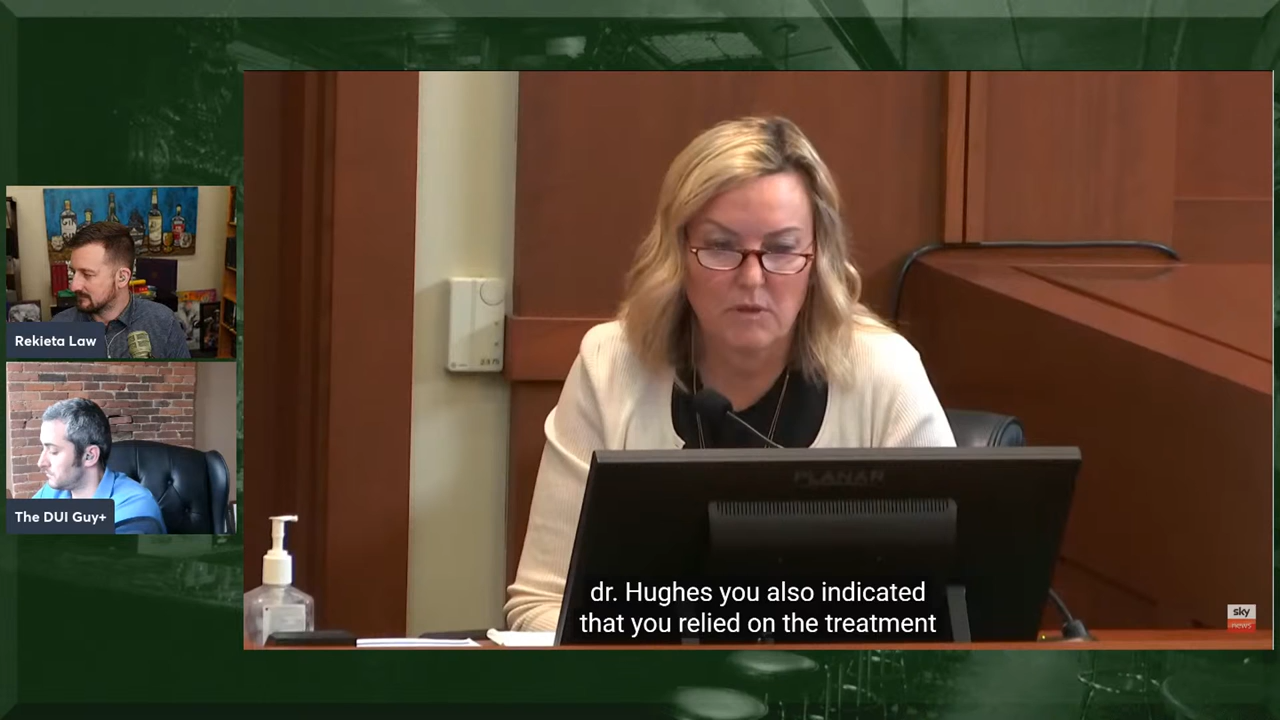 Rekieta Law
The DUI Guy+
PLANAR
dr. Hughes you also indicated
that you relied on the treatment
sky
news